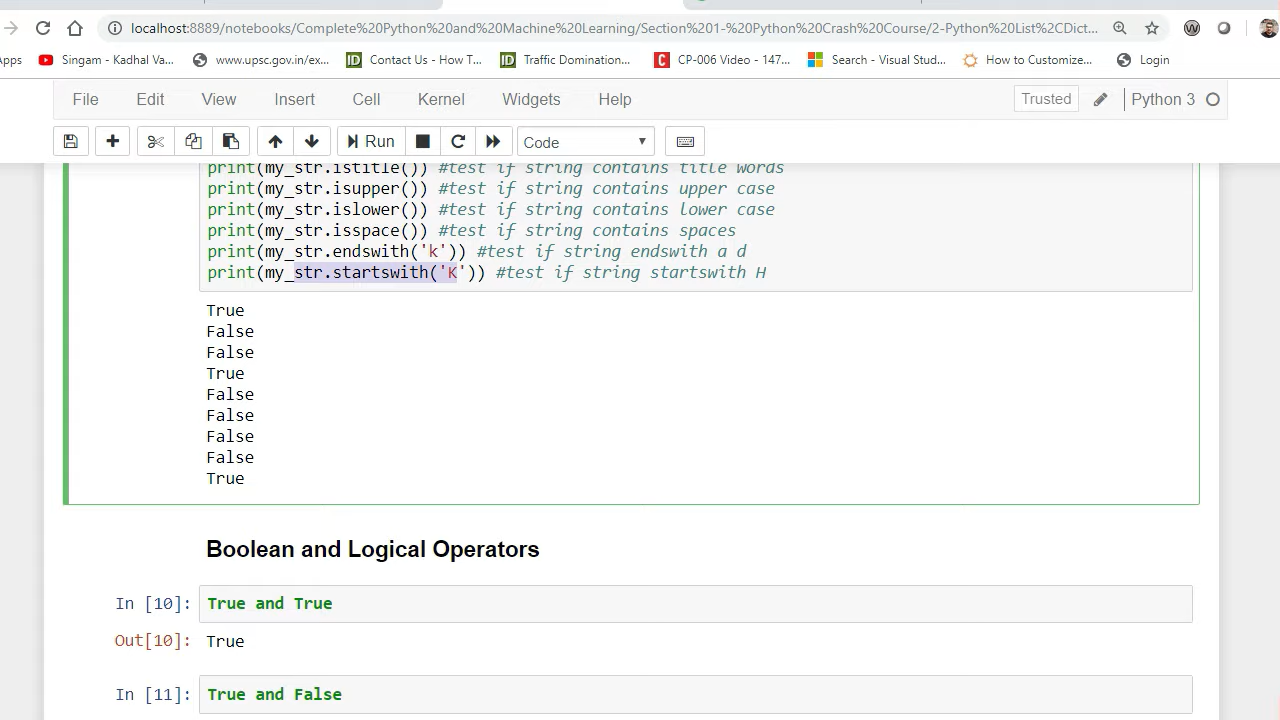 localhost:8889/notebooks/Complete%20Python%20and%20Machine%20Learning/Section%201-%20Python%20Crash%20Course/2-Python%20List%2CDict...
Apps Singam - Kadhal Va... www.upsc.gov.in/ex... ID Contact Us - How T... ID Traffic Domination... C CP-006 Video - 147... Search - Visual Stud... How to Customize... Login
File Edit View Insert Cell Kernel Widgets Help Trusted Python 3
Run Code
print(my_str.istitle()) #test if string contains title words
print(my_str.isupper()) #test if string contains upper case
print(my_str.islower()) #test if string contains lower case
print(my_str.isspace()) #test if string contains spaces
print(my_str.endswith('k')) #test if string endswith a d
print(my_str.startswith('K')) #test if string startswith H
True
False
False
True
False
False
False
False
True
Boolean and Logical Operators
In [10]: True and True
Out[10]: True
In [11]: True and False